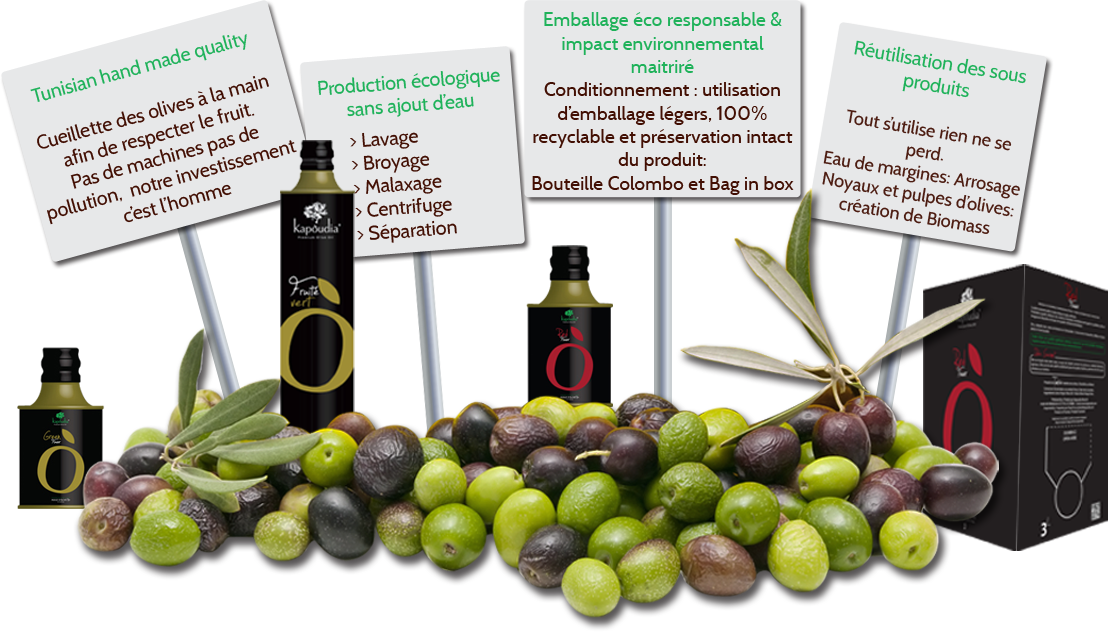 Tunisian hand made quality
Cueillette des olives à la main
afin de respecter le fruit.
Pas de machines pas de
pollution, notre investissement
c'est l'homme
Production écologique
sans ajout d'eau
> Lavage
> Broyage
> Malaxage
> Centrifuge
> Séparation
Emballage éco responsable &
impact environnemental
maitriré
Conditionnement : utilisation
d'emballage légers, 100%
recyclable et préservation intact
du produit:
Bouteille Colombo et Bag in box
Réutilisation des sous
produits
Tout s'utilise rien ne se
perd.
Eau de margines: Arrosage
Noyaux et pulpes d'olives:
création de Biomass
kapoudia
Green
O
kapoudia
Fruité
vert
O
kapoudia
Red
O
Red
O
3